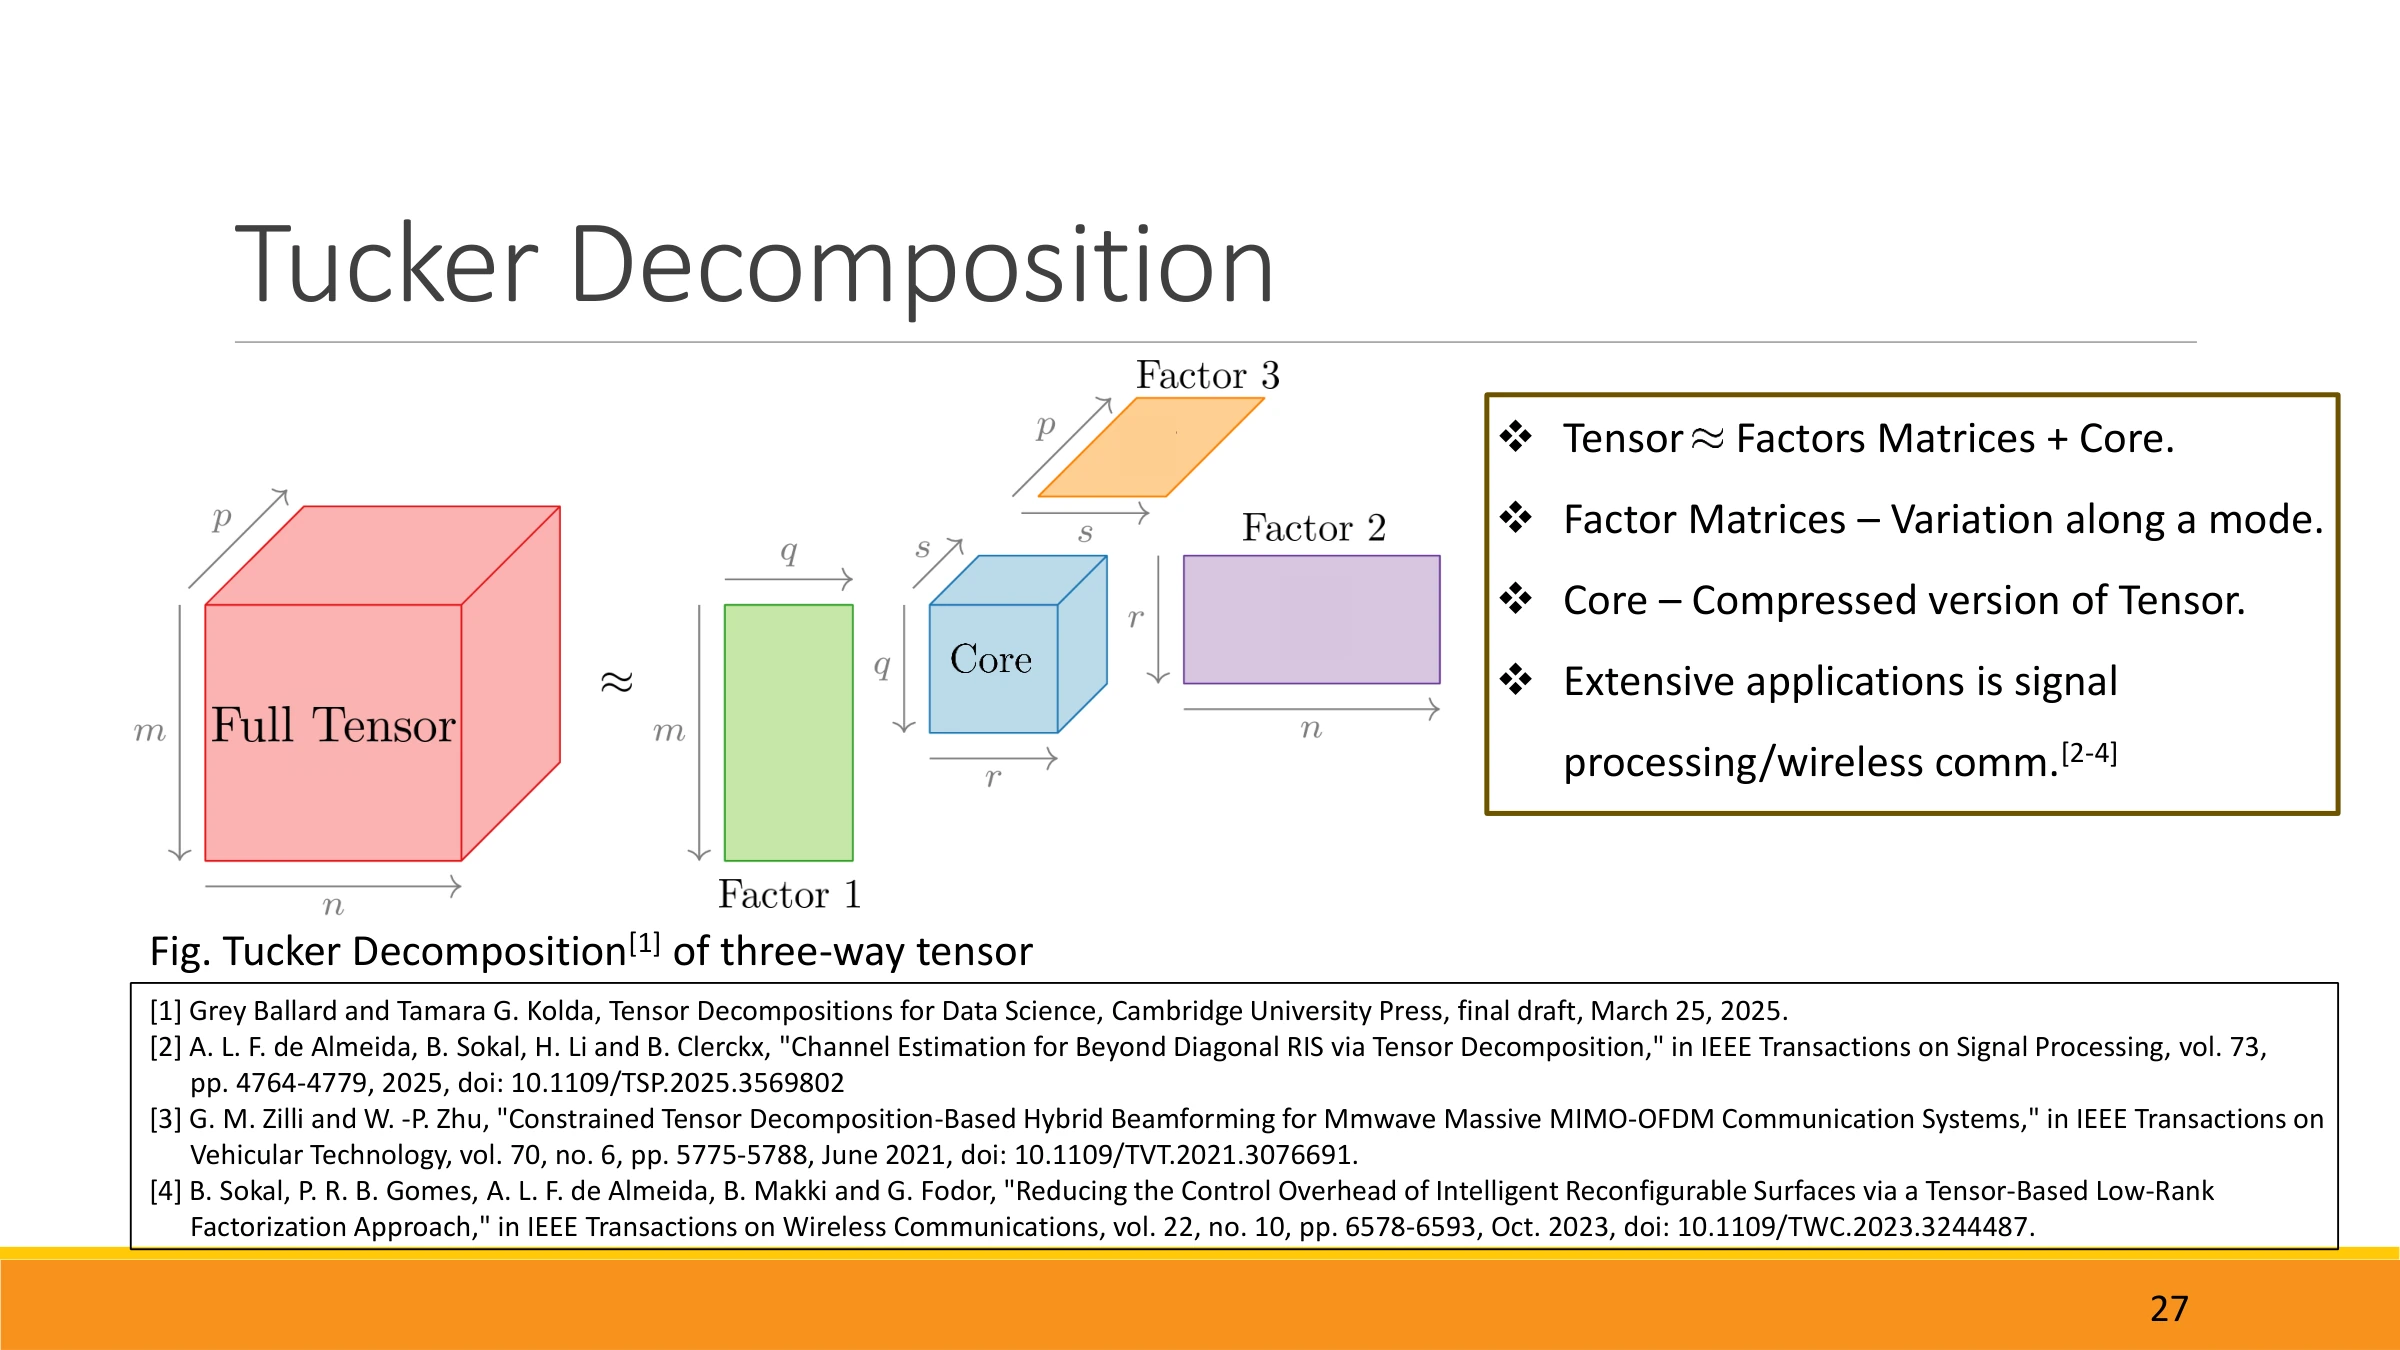 Tucker Decomposition
Factor 3
p
s
p
m
Full Tensor
n
≈
q
m
Factor 1
s
q
Core
r
Factor 2
r
n
❖ Tensor ≈ Factors Matrices + Core.
❖ Factor Matrices – Variation along a mode.
❖ Core – Compressed version of Tensor.
❖ Extensive applications is signal
processing/wireless comm.[2-4]
Fig. Tucker Decomposition[1] of three-way tensor
[1] Grey Ballard and Tamara G. Kolda, Tensor Decompositions for Data Science, Cambridge University Press, final draft, March 25, 2025.
[2] A. L. F. de Almeida, B. Sokal, H. Li and B. Clerckx, "Channel Estimation for Beyond Diagonal RIS via Tensor Decomposition," in IEEE Transactions on Signal Processing, vol. 73,
pp. 4764-4779, 2025, doi: 10.1109/TSP.2025.3569802
[3] G. M. Zilli and W. -P. Zhu, "Constrained Tensor Decomposition-Based Hybrid Beamforming for Mmwave Massive MIMO-OFDM Communication Systems," in IEEE Transactions on
Vehicular Technology, vol. 70, no. 6, pp. 5775-5788, June 2021, doi: 10.1109/TVT.2021.3076691.
[4] B. Sokal, P. R. B. Gomes, A. L. F. de Almeida, B. Makki and G. Fodor, "Reducing the Control Overhead of Intelligent Reconfigurable Surfaces via a Tensor-Based Low-Rank
Factorization Approach," in IEEE Transactions on Wireless Communications, vol. 22, no. 10, pp. 6578-6593, Oct. 2023, doi: 10.1109/TWC.2023.3244487.
27